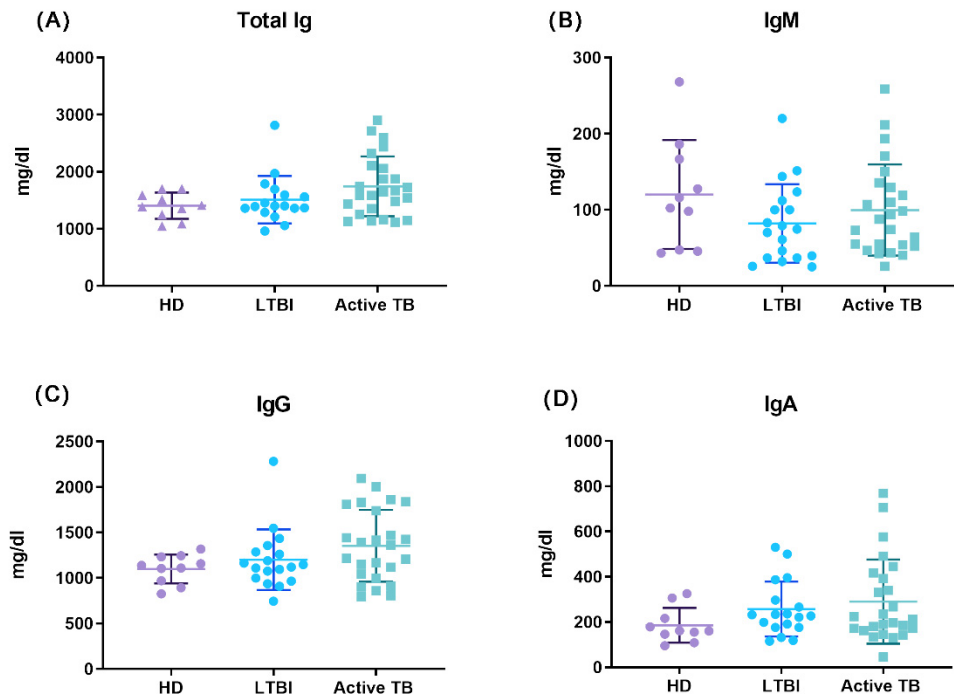 (A)
Total Ig
mg/dl
4000
3000
2000
1000
0
HD
LTBI
Active TB
(B)
IgM
mg/dl
300
200
100
0
HD
LTBI
Active TB
(C)
IgG
mg/dl
2500
2000
1500
1000
500
0
HD
LTBI
Active TB
(D)
IgA
mg/dl
1000
800
600
400
200
0
HD
LTBI
Active TB